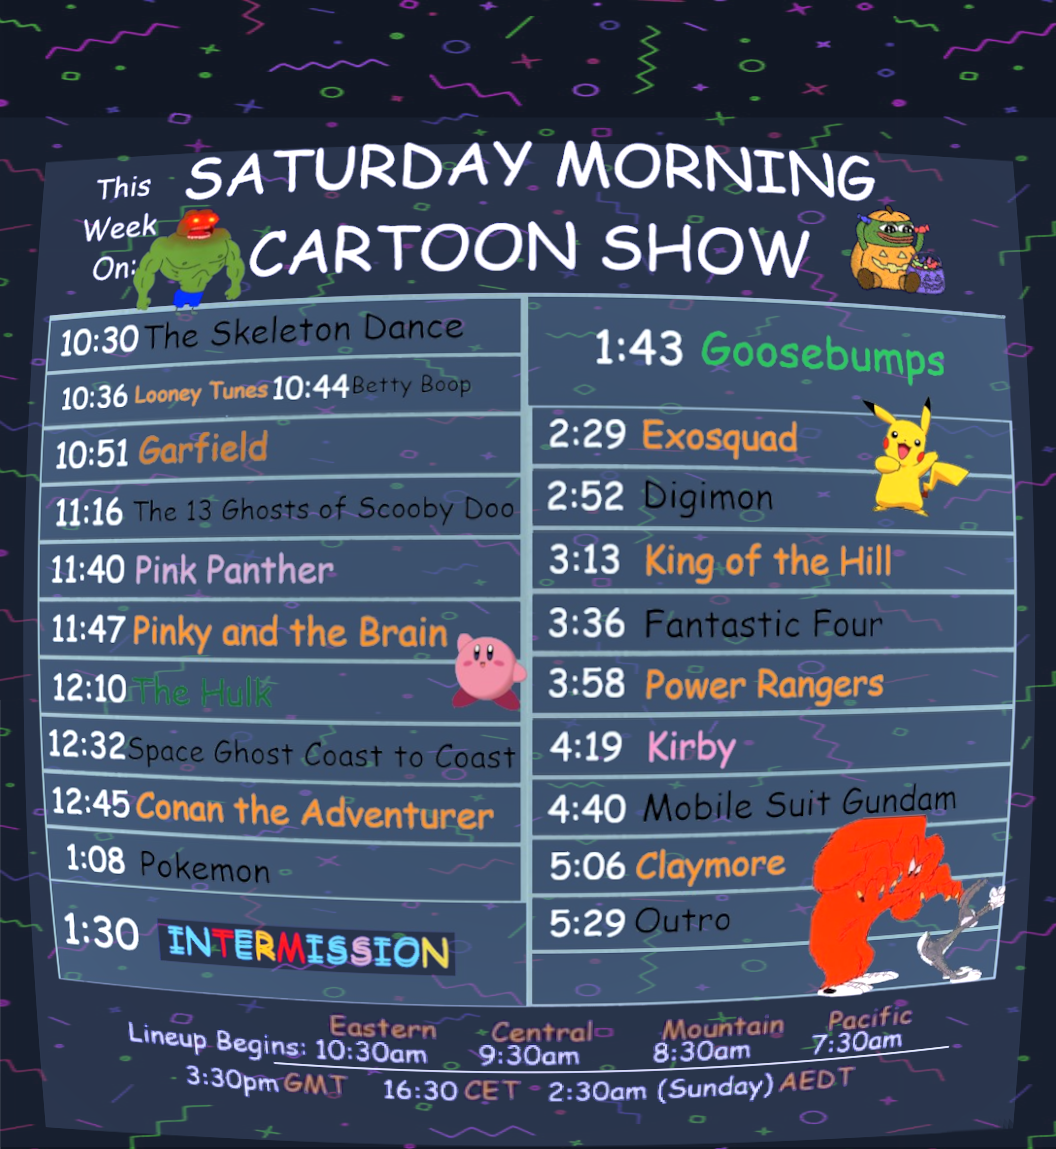 This
Week
On:
SATURDAY MORNING
CARTOON SHOW
10:30 The Skeleton Dance
10:36 Looney Tunes 10:44 Betty Boop
10:51 Garfield
11:16 The 13 Ghosts of Scooby Doo
11:40 Pink Panther
11:47 Pinky and the Brain
12:10 The Hulk
12:32 Space Ghost Coast to Coast
12:45 Conan the Adventurer
1:08 Pokemon
1:30 INTERMISSION
1:43 Goosebumps
2:29 Exosquad
2:52 Digimon
3:13 King of the Hill
3:36 Fantastic Four
3:58 Power Rangers
4:19 Kirby
4:40 Mobile Suit Gundam
5:06 Claymore
5:29 Outro
Eastern Central Mountain Pacific
Lineup Begins: 10:30am 9:30am 8:30am 7:30am
3:30pm GMT 16:30 CET 2:30am (Sunday) AEDT